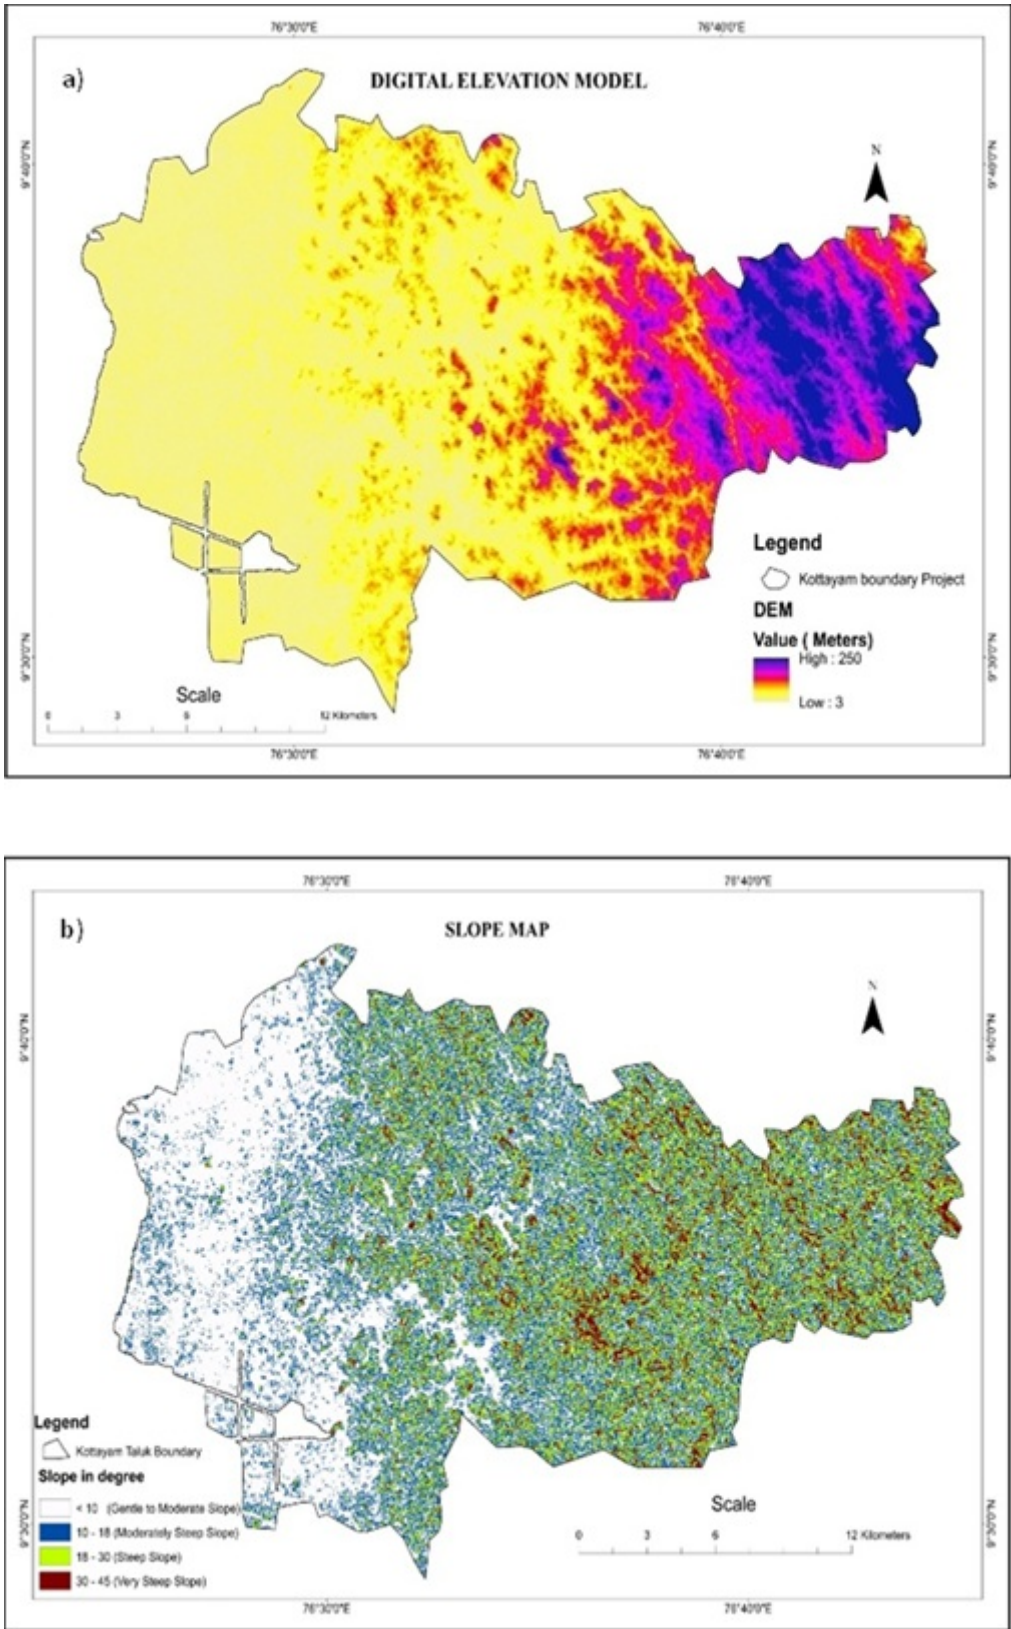 76°30'0"E 76°40'0"E
a) DIGITAL ELEVATION MODEL
9°40'0"N 9°40'0"N
N
Legend
Kottayam boundary Project
DEM
Value ( Meters)
High : 250
Low : 3
9°30'0"N 9°30'0"N
Scale
0 3 6 12 Kilometers
76°30'0"E 76°40'0"E
76°30'0"E 76°40'0"E
b) SLOPE MAP
N
9°40'0"N 9°40'0"N
Legend
Kottayam Taluk Boundary
Slope in degree
< 10 (Gentle to Moderate Slope)
10 - 18 (Moderately Steep Slope)
18 - 30 (Steep Slope)
30 - 45 (Very Steep Slope)
9°30'0"N 9°30'0"N
Scale
0 3 6 12 Kilometers
76°30'0"E 76°40'0"E